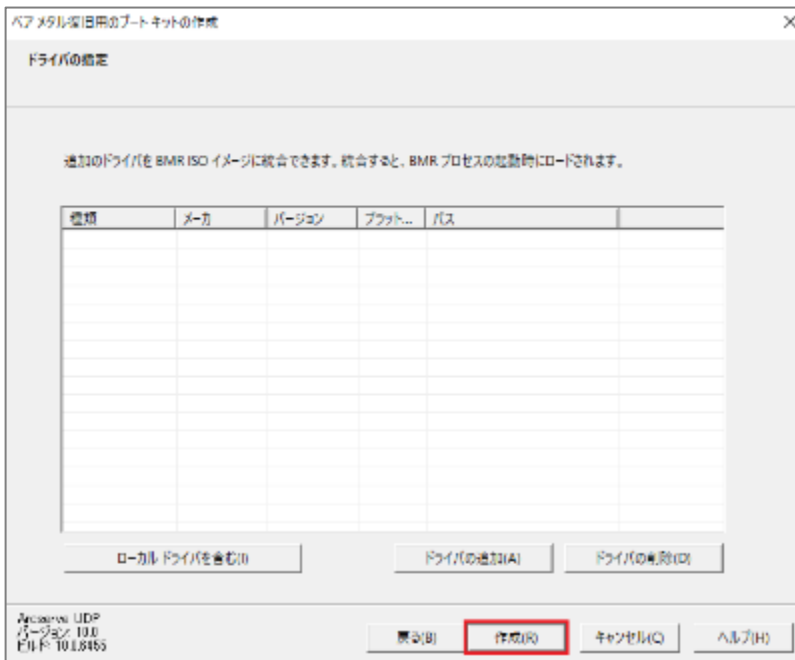 ベア メタル復旧用のブート キットの作成
ドライバの指定
追加のドライバを BMR ISO イメージに統合できます。統合すると、BMR プロセスの起動時にロードされます。
種類 メーカ バージョン プラット... パス
ローカル ドライバを含む(I) ドライバの追加(A) ドライバの削除(D)
Arcserve UDP
バージョン: 10.0
ビルド: 10.0.6455
戻る(B) 作成(R) キャンセル(C) ヘルプ(H)